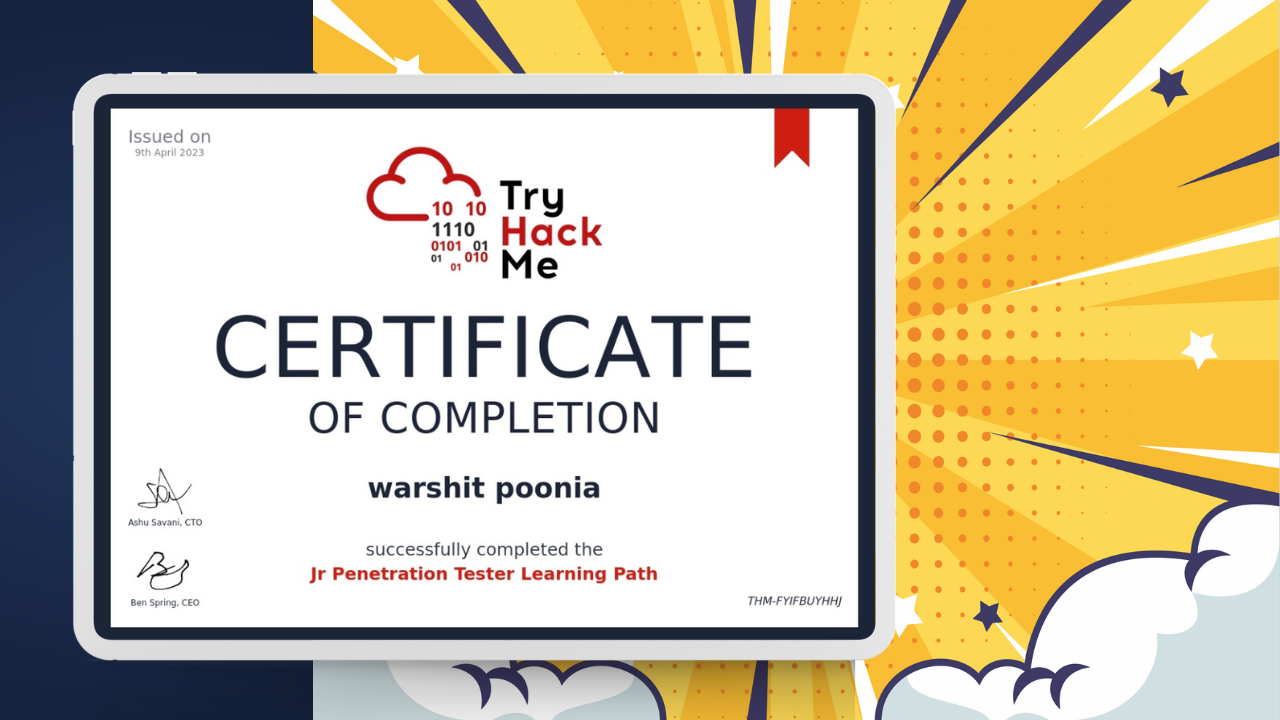 Issued on
9th April 2023
10 10
1110
0101 01
01 010
01
Try
Hack
Me
CERTIFICATE
OF COMPLETION
warshit poonia
Ashu Savani, CTO
successfully completed the
Jr Penetration Tester Learning Path
Ben Spring, CEO
THM-FYIFBUYHHJ